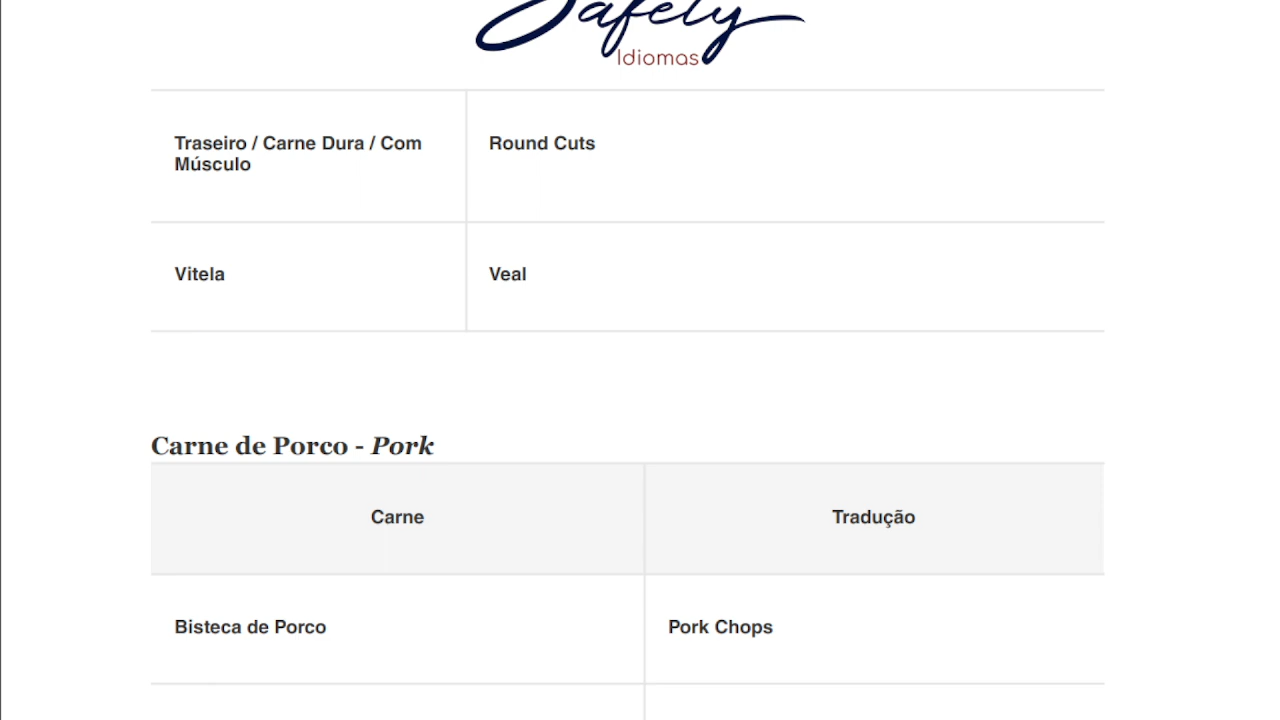 Safely
Idiomas
Traseiro / Carne Dura / Com
Músculo
Round Cuts
Vitela
Veal
Carne de Porco - Pork
Carne
Tradução
Bisteca de Porco
Pork Chops